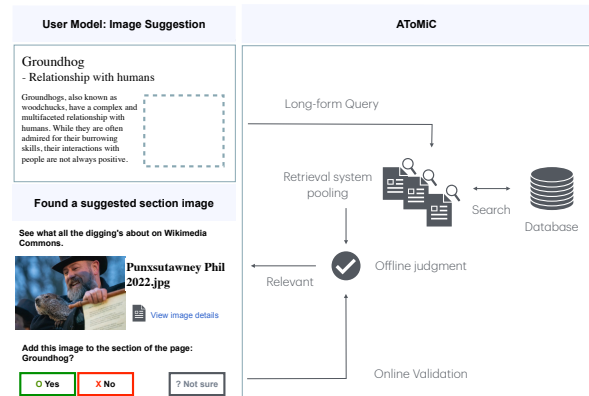 User Model: Image Suggestion
Groundhog
- Relationship with humans
Groundhogs, also known as
woodchucks, have a complex and
multifaceted relationship with
humans. While they are often
admired for their burrowing
skills, their interactions with
people are not always positive.
Found a suggested section image
See what all the digging's about on Wikimedia
Commons.
Punxsutawney Phil
2022.jpg
View image details
Add this image to the section of the page:
Groundhog?
O Yes
X No
? Not sure
AToMiC
Long-form Query
Retrieval system
pooling
Search
Database
Relevant
Offline judgment
Online Validation